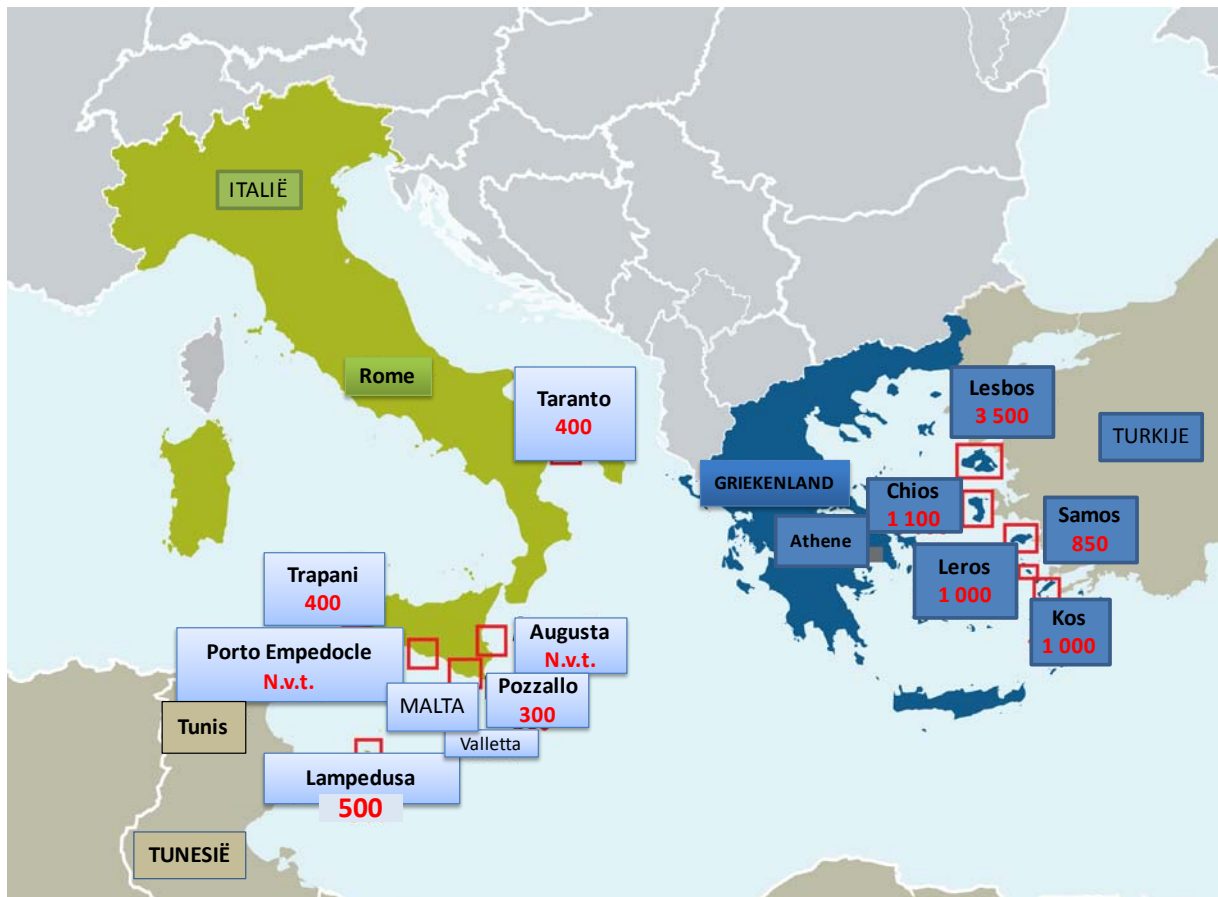 ITALIË
Rome
Taranto
400
Lesbos
3 500
TURKIJE
GRIEKENLAND
Chios
1 100
Samos
850
Athene
Leros
1 000
Kos
1 000
Trapani
400
Augusta
N.v.t.
Porto Empedocle
N.v.t.
Pozzallo
300
MALTA
Valletta
Tunis
Lampedusa
500
TUNESIË